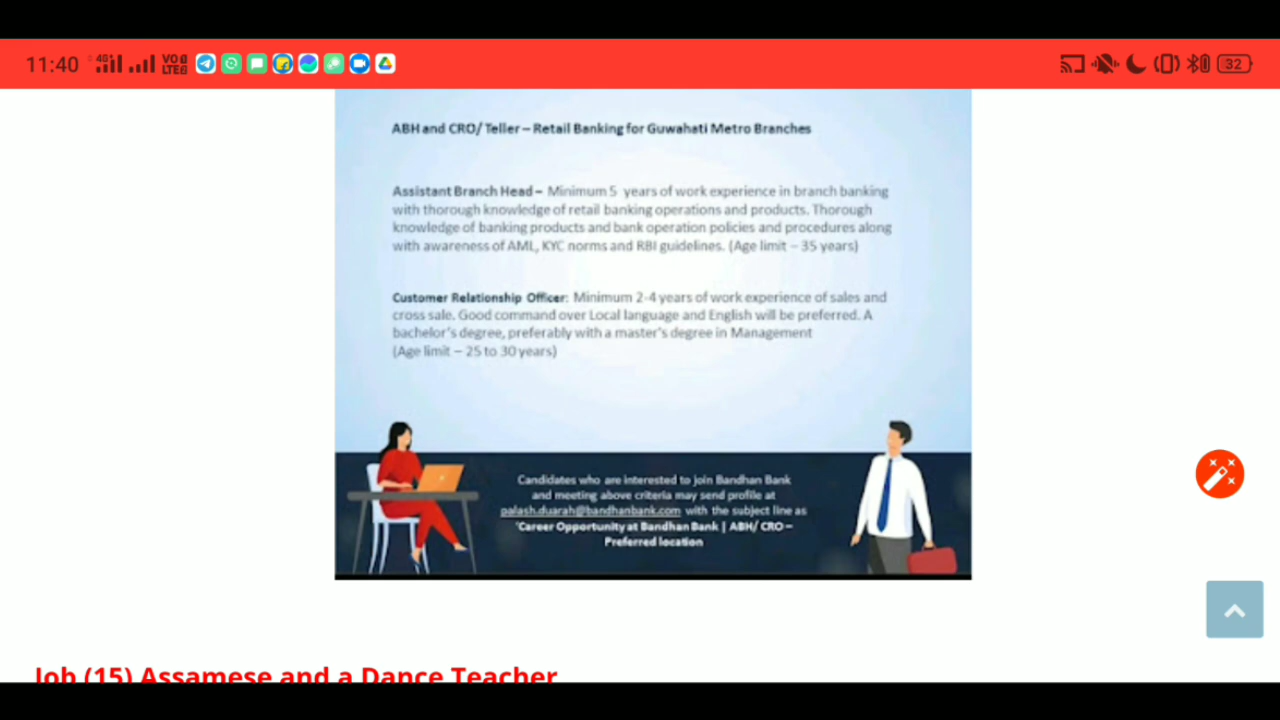 11:40
4G
VO
LTE2
32
ABH and CRO/ Teller – Retail Banking for Guwahati Metro Branches
Assistant Branch Head – Minimum 5 years of work experience in branch banking
with thorough knowledge of retail banking operations and products. Thorough
knowledge of banking products and bank operation policies and procedures along
with awareness of AML, KYC norms and RBI guidelines. (Age limit – 35 years)
Customer Relationship Officer: Minimum 2-4 years of work experience of sales and
cross sale. Good command over Local language and English will be preferred. A
bachelor's degree, preferably with a master's degree in Management
(Age limit – 25 to 30 years)
Candidates who are interested to join Bandhan Bank
and meeting above criteria may send profile at
palash.duarah@bandhanbank.com with the subject line as
'Career Opportunity at Bandhan Bank | ABH/ CRO –
Preferred location
Job (15) Assamese and a Dance Teacher